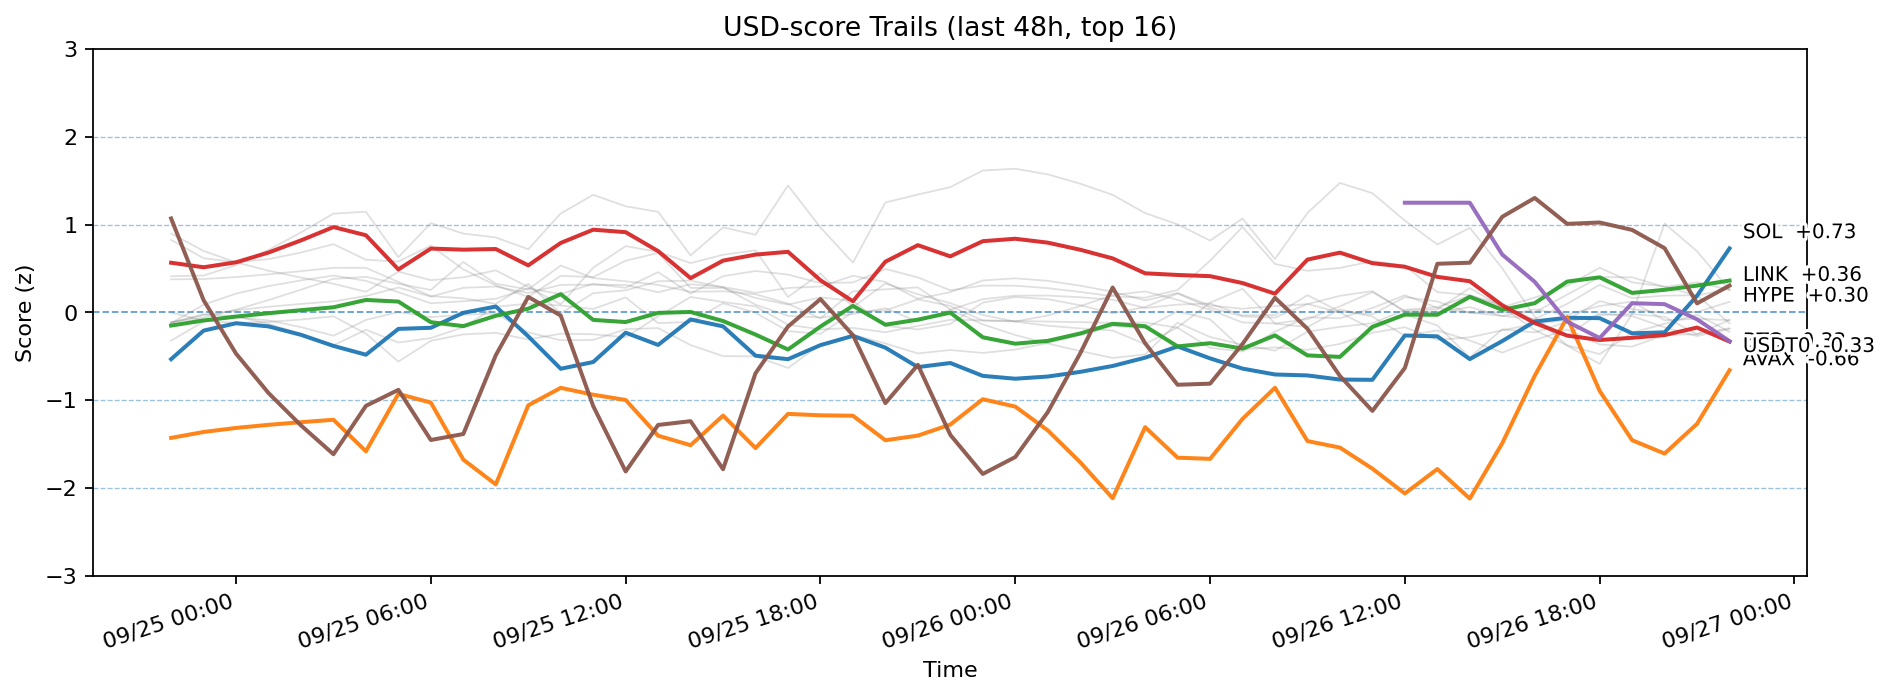 USD-score Trails (last 48h, top 16)
3
2
1
0
−1
−2
−3
Score (z)
SOL +0.73
LINK +0.36
HYPE +0.30
USDT0 -0.33
AVAX -0.66
09/25 00:00
09/25 06:00
09/25 12:00
09/25 18:00
09/26 00:00
09/26 06:00
09/26 12:00
09/26 18:00
09/27 00:00
Time